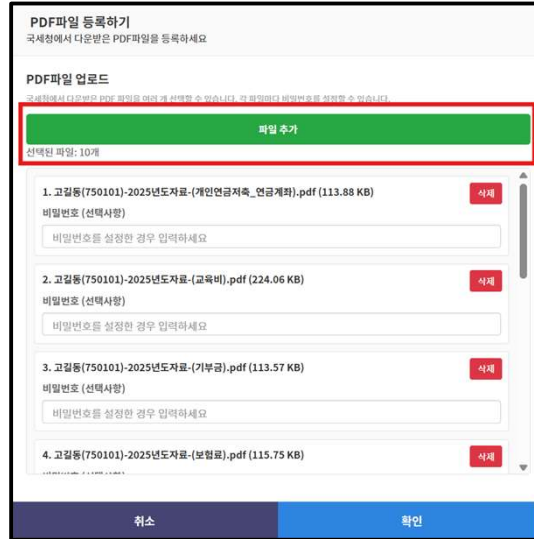 PDF파일 등록하기
국세청에서 다운받은 PDF파일을 등록하세요
PDF파일 업로드
국세청에서 다운받은 PDF 파일을 여러 개 선택할 수 있습니다. 각 파일마다 비밀번호를 설정할 수 있습니다.
파일 추가
선택된 파일: 10개
1. 고길동(750101)-2025년도자료-(개인연금저축_연금계좌).pdf (113.88 KB)
삭제
비밀번호 (선택사항)
비밀번호를 설정한 경우 입력하세요
2. 고길동(750101)-2025년도자료-(교육비).pdf (224.06 KB)
삭제
비밀번호 (선택사항)
비밀번호를 설정한 경우 입력하세요
3. 고길동(750101)-2025년도자료-(기부금).pdf (113.57 KB)
삭제
비밀번호 (선택사항)
비밀번호를 설정한 경우 입력하세요
4. 고길동(750101)-2025년도자료-(보험료).pdf (115.75 KB)
삭제
취소
확인